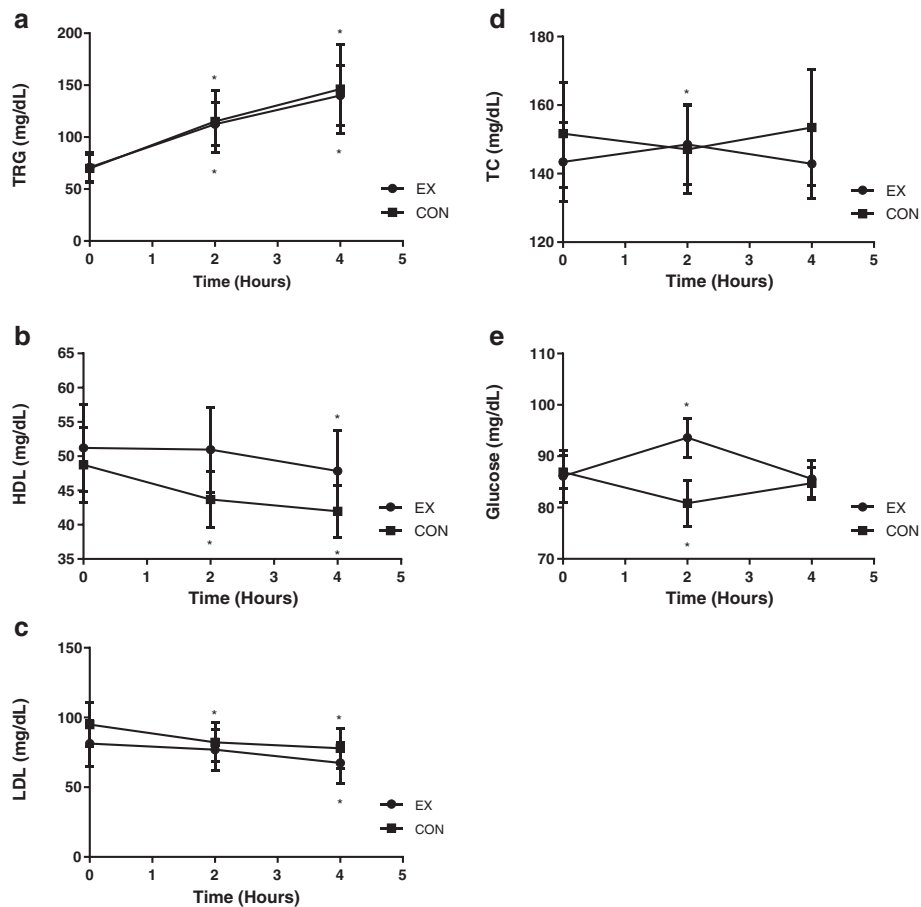 a
200
150
100
50
0
TRG (mg/dL)
*
*
*
*
EX
CON
0 1 2 3 4 5
Time (Hours)
d
180
160
140
120
TC (mg/dL)
*
EX
CON
0 1 2 3 4 5
Time (Hours)
b
65
60
55
50
45
40
35
HDL (mg/dL)
*
*
*
EX
CON
0 1 2 3 4 5
Time (Hours)
e
110
100
90
80
70
Glucose (mg/dL)
*
*
EX
CON
0 1 2 3 4 5
Time (Hours)
c
150
100
50
0
LDL (mg/dL)
*
*
*
EX
CON
0 1 2 3 4 5
Time (Hours)